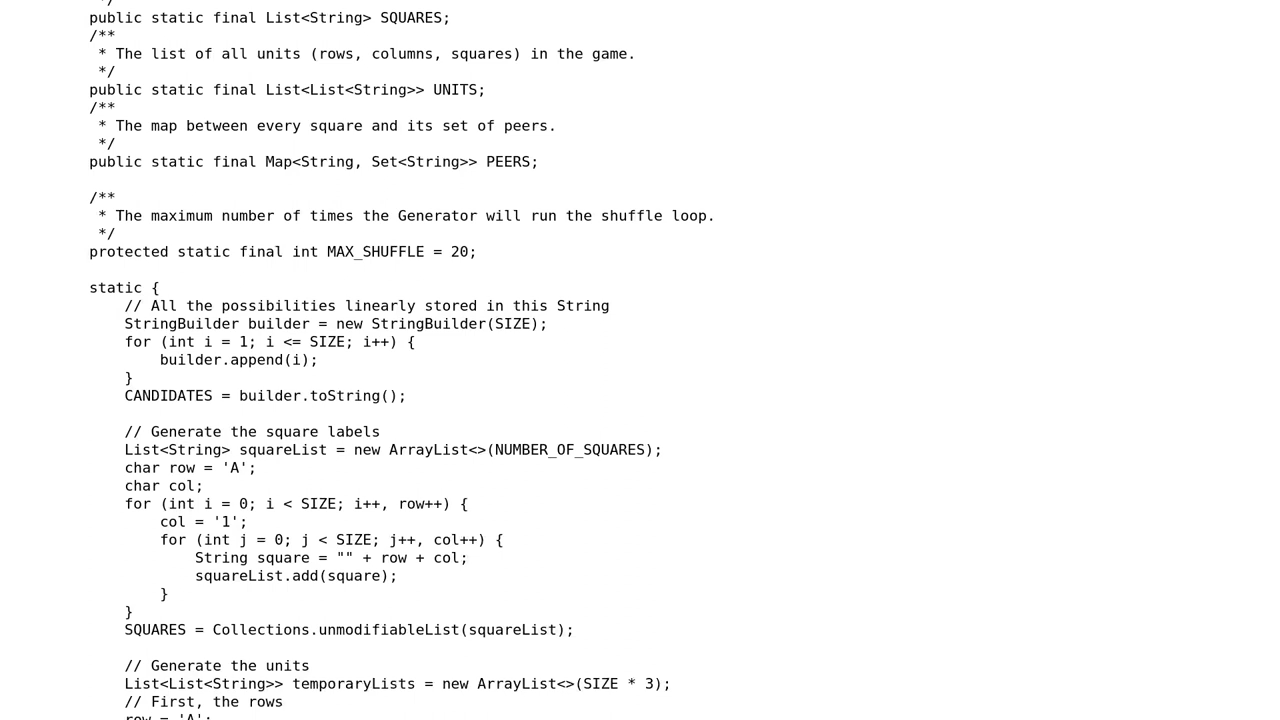 */
public static final List<String> SQUARES;
/**
 * The list of all units (rows, columns, squares) in the game.
 */
public static final List<List<String>> UNITS;
/**
 * The map between every square and its set of peers.
 */
public static final Map<String, Set<String>> PEERS;

/**
 * The maximum number of times the Generator will run the shuffle loop.
 */
protected static final int MAX_SHUFFLE = 20;

static {
    // All the possibilities linearly stored in this String
    StringBuilder builder = new StringBuilder(SIZE);
    for (int i = 1; i <= SIZE; i++) {
        builder.append(i);
    }
    CANDIDATES = builder.toString();

    // Generate the square labels
    List<String> squareList = new ArrayList<>(NUMBER_OF_SQUARES);
    char row = 'A';
    char col;
    for (int i = 0; i < SIZE; i++, row++) {
        col = '1';
        for (int j = 0; j < SIZE; j++, col++) {
            String square = "" + row + col;
            squareList.add(square);
        }
    }
    SQUARES = Collections.unmodifiableList(squareList);

    // Generate the units
    List<List<String>> temporaryLists = new ArrayList<>(SIZE * 3);
    // First, the rows
    row = 'A';